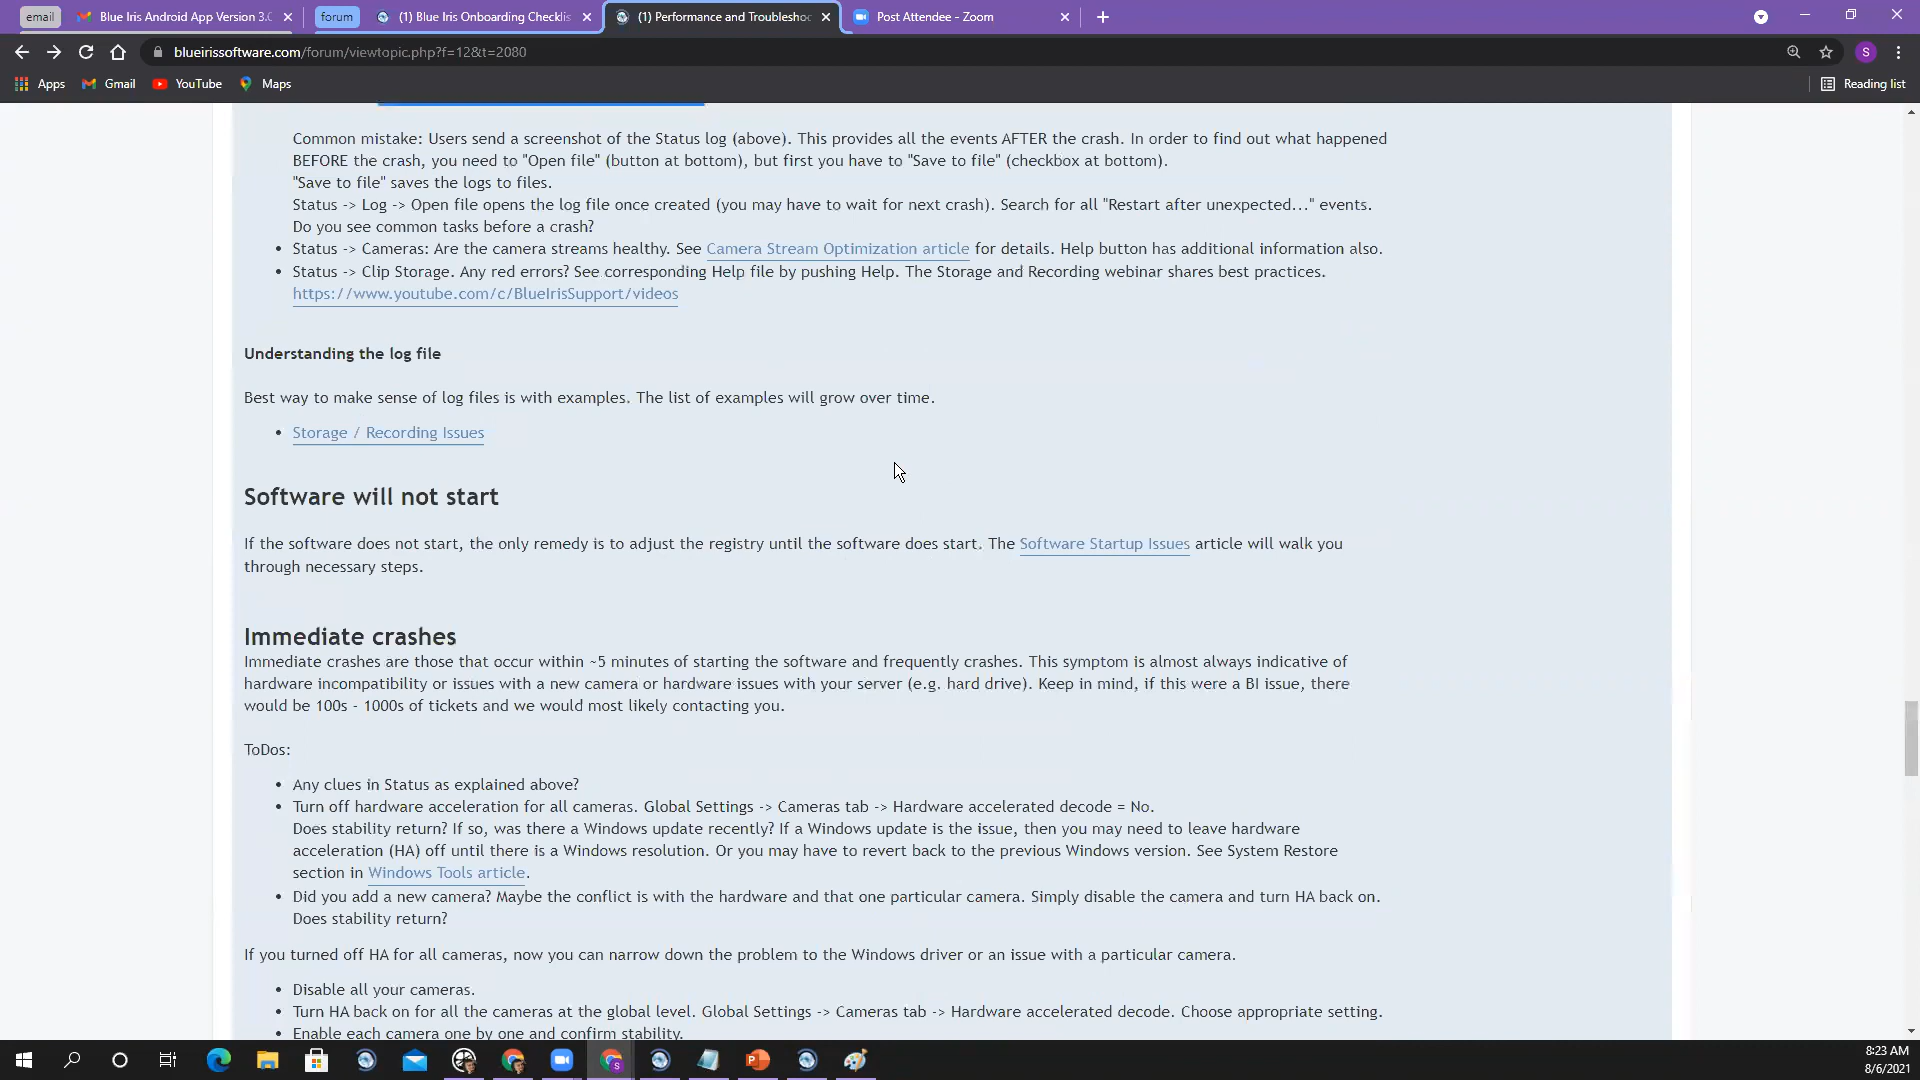 email
Blue Iris Android App Version 3.0
forum
(1) Blue Iris Onboarding Checklis
(1) Performance and Troubleshoo
Post Attendee - Zoom
blueirissoftware.com/forum/viewtopic.php?f=12&t=2080
S
Apps
Gmail
YouTube
Maps
Reading list
Common mistake: Users send a screenshot of the Status log (above). This provides all the events AFTER the crash. In order to find out what happened
BEFORE the crash, you need to "Open file" (button at bottom), but first you have to "Save to file" (checkbox at bottom).
"Save to file" saves the logs to files.
Status -> Log -> Open file opens the log file once created (you may have to wait for next crash). Search for all "Restart after unexpected..." events.
Do you see common tasks before a crash?
• Status -> Cameras: Are the camera streams healthy. See Camera Stream Optimization article for details. Help button has additional information also.
• Status -> Clip Storage. Any red errors? See corresponding Help file by pushing Help. The Storage and Recording webinar shares best practices.
https://www.youtube.com/c/BlueIrisSupport/videos
Understanding the log file
Best way to make sense of log files is with examples. The list of examples will grow over time.
• Storage / Recording Issues
Software will not start
If the software does not start, the only remedy is to adjust the registry until the software does start. The Software Startup Issues article will walk you
through necessary steps.
Immediate crashes
Immediate crashes are those that occur within ~5 minutes of starting the software and frequently crashes. This symptom is almost always indicative of
hardware incompatibility or issues with a new camera or hardware issues with your server (e.g. hard drive). Keep in mind, if this were a BI issue, there
would be 100s - 1000s of tickets and we would most likely contacting you.
ToDos:
• Any clues in Status as explained above?
• Turn off hardware acceleration for all cameras. Global Settings -> Cameras tab -> Hardware accelerated decode = No.
Does stability return? If so, was there a Windows update recently? If a Windows update is the issue, then you may need to leave hardware
acceleration (HA) off until there is a Windows resolution. Or you may have to revert back to the previous Windows version. See System Restore
section in Windows Tools article.
• Did you add a new camera? Maybe the conflict is with the hardware and that one particular camera. Simply disable the camera and turn HA back on.
Does stability return?
If you turned off HA for all cameras, now you can narrow down the problem to the Windows driver or an issue with a particular camera.
• Disable all your cameras.
• Turn HA back on for all the cameras at the global level. Global Settings -> Cameras tab -> Hardware accelerated decode. Choose appropriate setting.
• Enable each camera one by one and confirm stability.
8:23 AM
8/6/2021